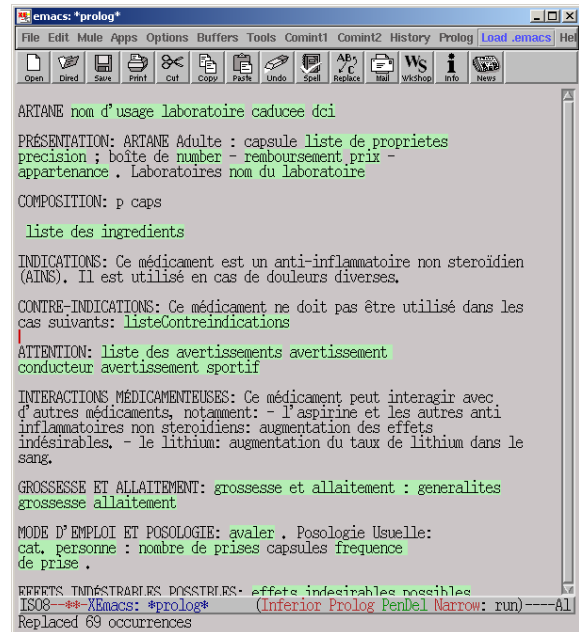 emacs: *prolog*
File Edit Mule Apps Options Buffers Tools Comint1 Comint2 History Prolog Load .emacs Hel
Open Dired Save Print Cut Copy Paste Undo Spell Replace Mail Wkshop Info News
ARTANE nom d'usage laboratoire caducee dci
PRÉSENTATION: ARTANE Adulte : capsule liste de proprietes
precision ; boîte de number - remboursement prix -
appartenance . Laboratoires nom du laboratoire
COMPOSITION: p caps
liste des ingredients
INDICATIONS: Ce médicament est un anti-inflammatoire non steroïdien
(AINS). Il est utilisé en cas de douleurs diverses.
CONTRE-INDICATIONS: Ce médicament ne doit pas être utilisé dans les
cas suivants: listeContreindications
ATTENTION: liste des avertissements avertissement
conducteur avertissement sportif
INTERACTIONS MÉDICAMENTEUSES: Ce médicament peut interagir avec
d'autres médicaments, notamment: - l'aspirine et les autres anti
inflammatoires non steroidiens: augmentation des effets
indésirables. - le lithium: augmentation du taux de lithium dans le
sang.
GROSSESSE ET ALLAITEMENT: grossesse et allaitement : generalites
grossesse allaitement
MODE D'EMPLOI ET POSOLOGIE: avaler . Posologie Usuelle:
cat. personne : nombre de prises capsules frequence
de prise .
EFFETS INDÉSIRABLES POSSIBLES: effets indesirables possibles
ISO8--**-XEmacs: *prolog* (Inferior Prolog PenDel Narrow: run)----Al
Replaced 69 occurrences